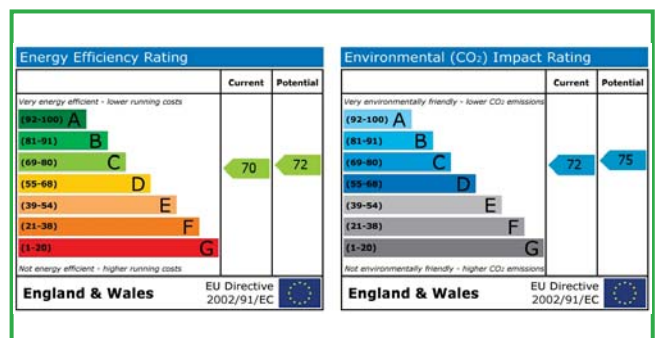 Energy Efficiency Rating
Current Potential
Very energy efficient - lower running costs
(92-100) A
(81-91) B
(69-80) C 70 72
(55-68) D
(39-54) E
(21-38) F
(1-20) G
Not energy efficient - higher running costs
England & Wales EU Directive
2002/91/EC
Environmental (CO₂) Impact Rating
Current Potential
Very environmentally friendly - lower CO₂ emissions
(92-100) A
(81-91) B
(69-80) C 72 75
(55-68) D
(39-54) E
(21-38) F
(1-20) G
Not environmentally friendly - higher CO₂ emissions
England & Wales EU Directive
2002/91/EC